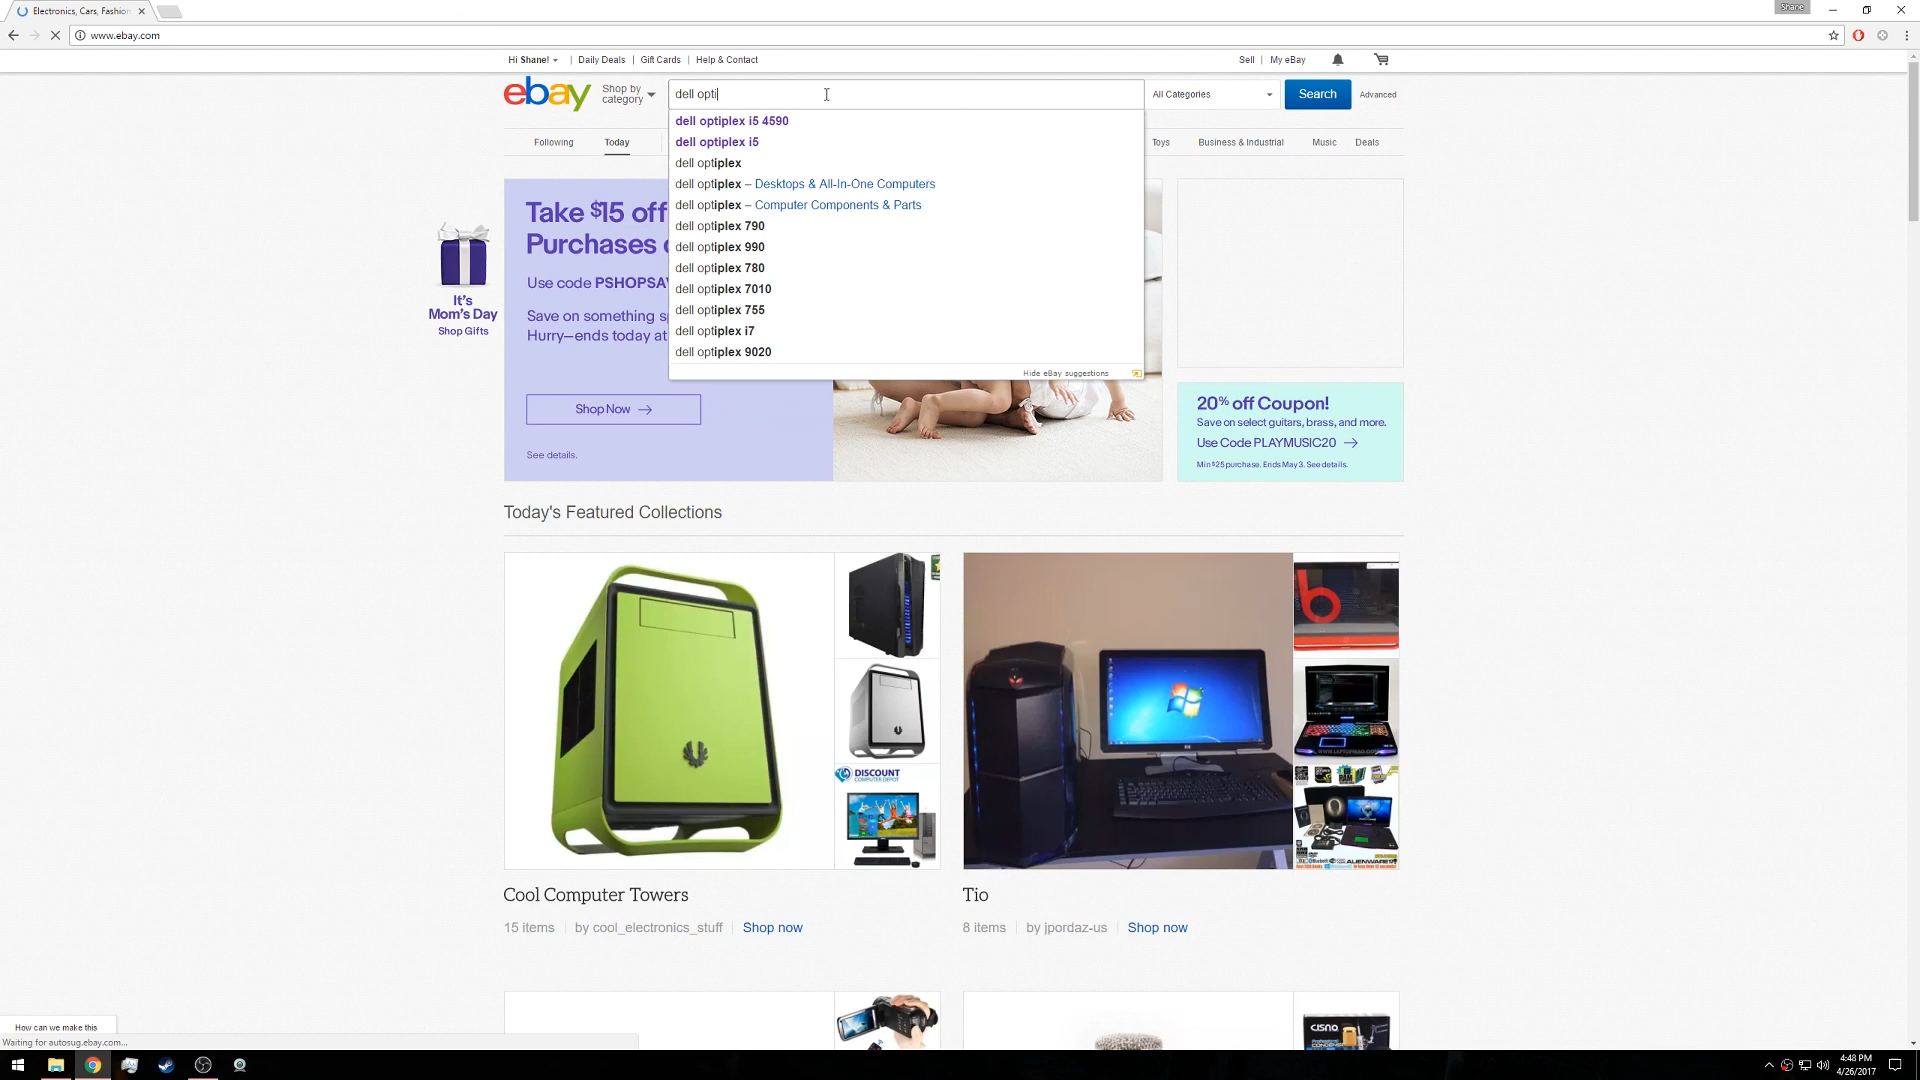 Electronics, Cars, Fashion
Shane
www.ebay.com
Hi Shane! | Daily Deals | Gift Cards | Help & Contact
Sell | My eBay
ebay
Shop by
category
dell opti
All Categories
Search
Advanced
Following
Today
Toys
Business & Industrial
Music
Deals
dell optiplex i5 4590
dell optiplex i5
dell optiplex
dell optiplex – Desktops & All-In-One Computers
dell optiplex – Computer Components & Parts
dell optiplex 790
dell optiplex 990
dell optiplex 780
dell optiplex 7010
dell optiplex 755
dell optiplex i7
dell optiplex 9020
Hide eBay suggestions
It's
Mom's Day
Shop Gifts
Take $15 off
Purchases
Use code PSHOPSA
Save on something
Hurry—ends today at
Shop Now
See details.
20% off Coupon!
Save on select guitars, brass, and more.
Use Code PLAYMUSIC20
Min $25 purchase. Ends May 3. See details.
Today's Featured Collections
DISCOUNT
Cool Computer Towers
15 items | by cool_electronics_stuff | Shop now
Tio
8 items | by jpordaz-us | Shop now
CISNO
How can we make this
Waiting for autosug.ebay.com...
4:48 PM
4/26/2017